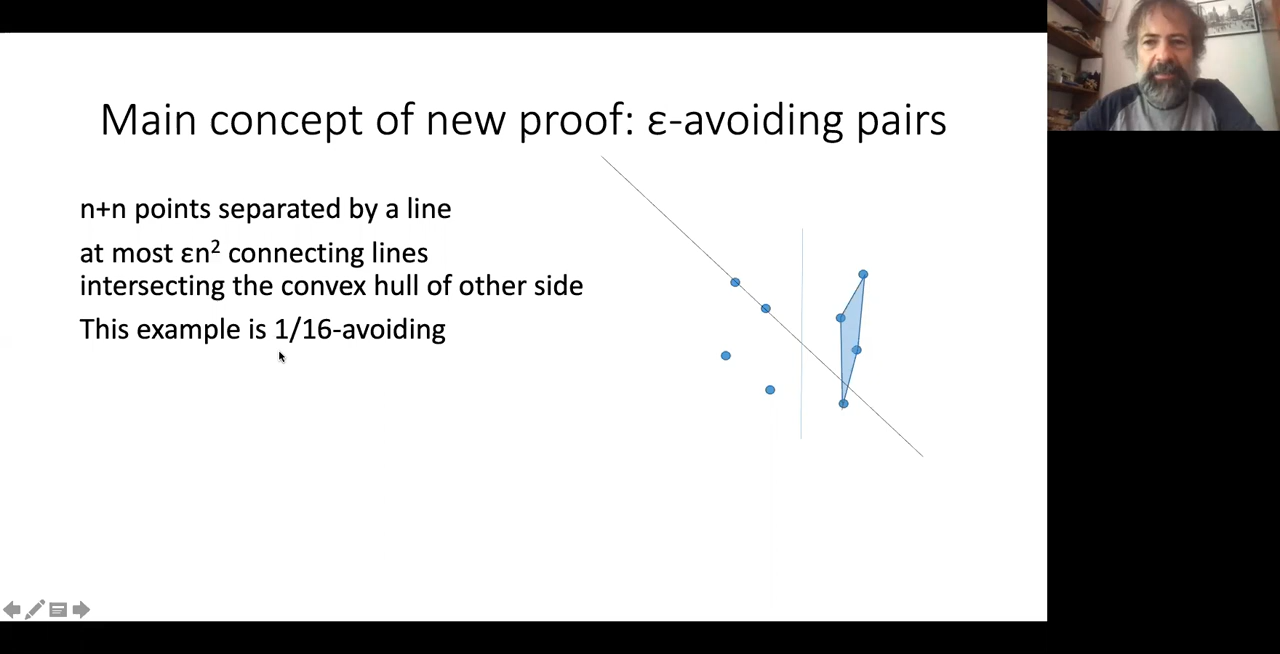 Main concept of new proof: ε-avoiding pairs
n+n points separated by a line
at most εn² connecting lines
intersecting the convex hull of other side
This example is 1/16-avoiding